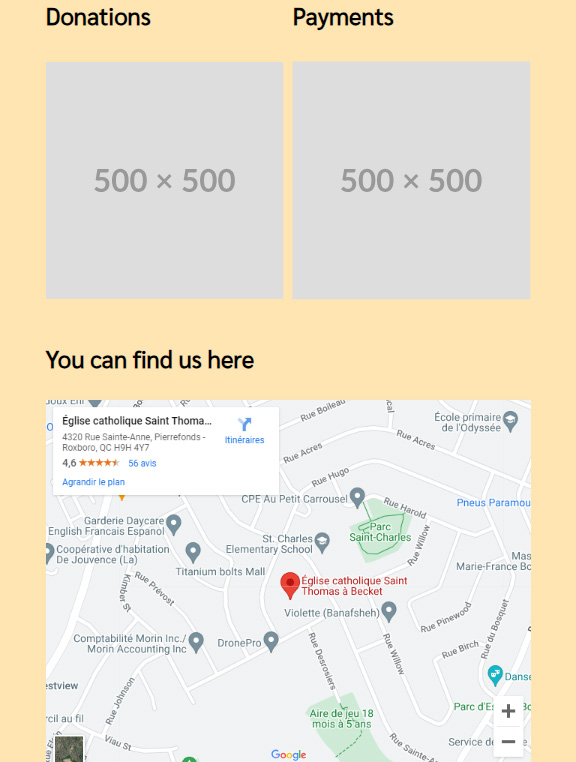 Donations
Payments
500 × 500
500 × 500
You can find us here
Église catholique Saint Thoma...
4320 Rue Sainte-Anne, Pierrefonds -
Roxboro, QC H9H 4Y7
4,6
56 avis
Agrandir le plan
Itinéraires
Rue Boileau
École primaire
de l'Odyssée
Rue Acres
Rue Acres
Rue Hugo
CPE Au Petit Carrousel
Rue Harold
Pneus Paramou
Garderie Daycare
English Francais Espanol
Parc
Saint-Charles
Rue Willow
St. Charles
Elementary School
Coopérative d'habitation
De Jouvence (La)
Titanium bolts Mall
Mas
Marie-France Bo
Kimber St
Rue Prévost
Église catholique Saint
Thomas à Becket
Violette (Banafsheh)
Rue Pinewood
Rue du Bosquet
Comptabilité Morin Inc./
Morin Accounting Inc
DronePro
Rue Desrosiers
Rue Willow
Rue Birch
Danse
estview
Rue Johnson
Parc d'Es
Bo
rcil au fil
Aire de jeu 18
mois à 5 ans
Viau St
Rue Sainte-A
Service de
Google
+
−